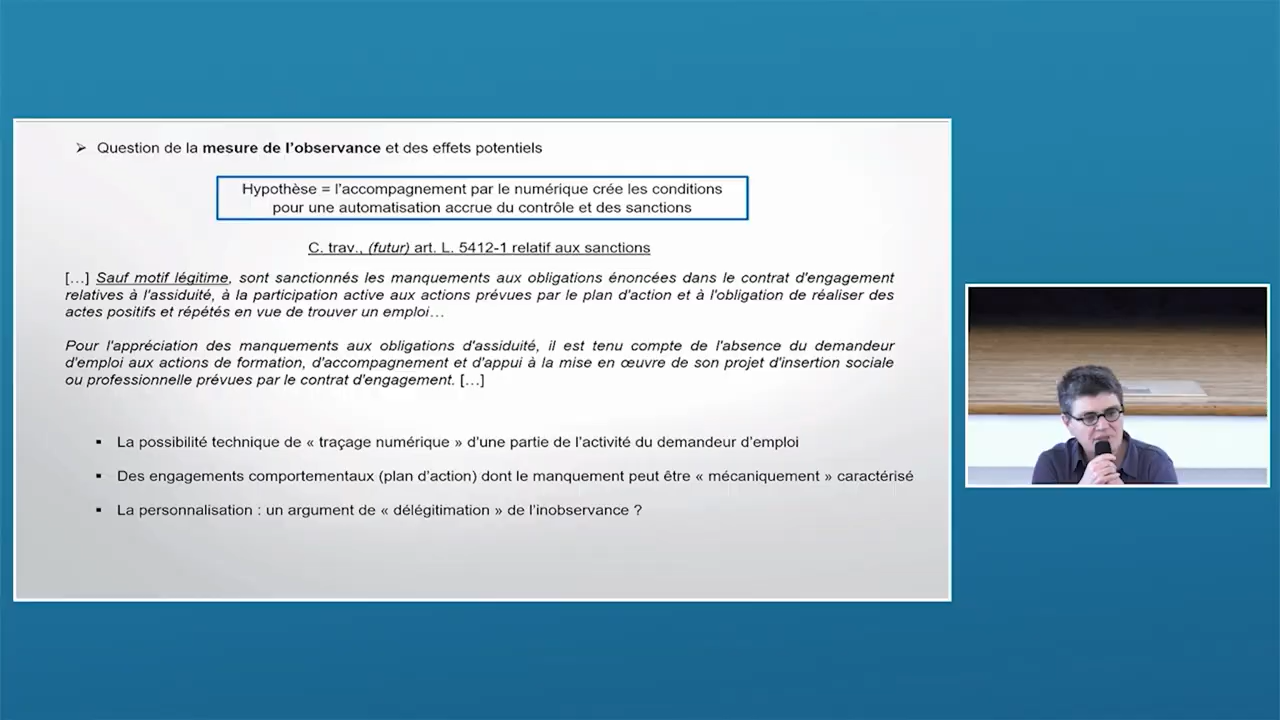 ➢ Question de la mesure de l'observance et des effets potentiels
Hypothèse = l'accompagnement par le numérique crée les conditions
pour une automatisation accrue du contrôle et des sanctions
C. trav., (futur) art. L. 5412-1 relatif aux sanctions
[…] Sauf motif légitime, sont sanctionnés les manquements aux obligations énoncées dans le contrat d'engagement
relatives à l'assiduité, à la participation active aux actions prévues par le plan d'action et à l'obligation de réaliser des
actes positifs et répétés en vue de trouver un emploi…
Pour l'appréciation des manquements aux obligations d'assiduité, il est tenu compte de l'absence du demandeur
d'emploi aux actions de formation, d'accompagnement et d'appui à la mise en œuvre de son projet d'insertion sociale
ou professionnelle prévues par le contrat d'engagement. […]
▪ La possibilité technique de « traçage numérique » d'une partie de l'activité du demandeur d'emploi
▪ Des engagements comportementaux (plan d'action) dont le manquement peut être « mécaniquement » caractérisé
▪ La personnalisation : un argument de « délégitimation » de l'inobservance ?